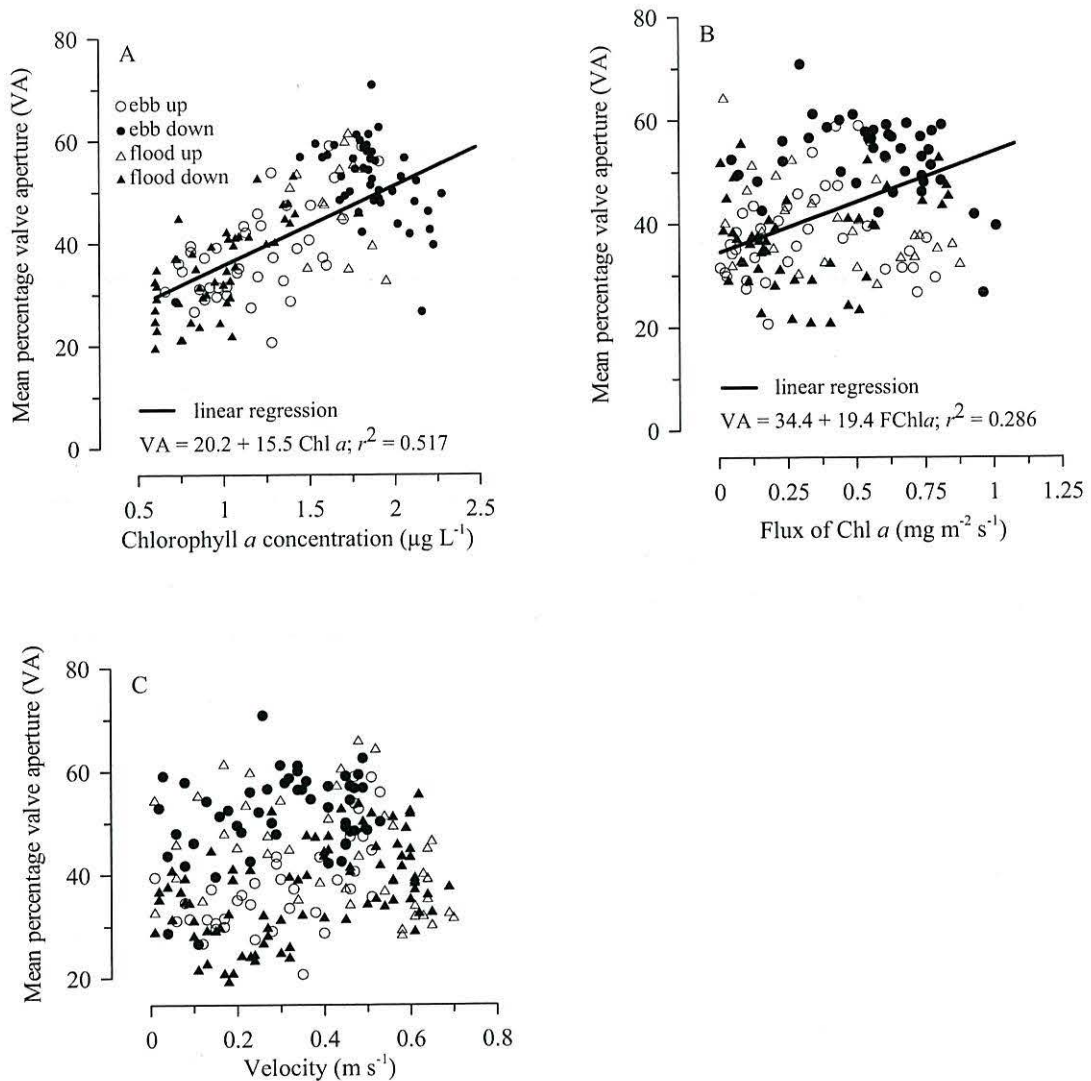 A
Mean percentage valve aperture (VA)
80
60
40
20
0
ebb up
ebb down
flood up
flood down
linear regression
VA = 20.2 + 15.5 Chl a; r² = 0.517
0.5 1 1.5 2 2.5
Chlorophyll a concentration (µg L⁻¹)
B
Mean percentage valve aperture (VA)
80
60
40
20
0
linear regression
VA = 34.4 + 19.4 FChla; r² = 0.286
0 0.25 0.5 0.75 1 1.25
Flux of Chl a (mg m⁻² s⁻¹)
C
Mean percentage valve aperture (VA)
80
60
40
20
0 0.2 0.4 0.6 0.8
Velocity (m s⁻¹)